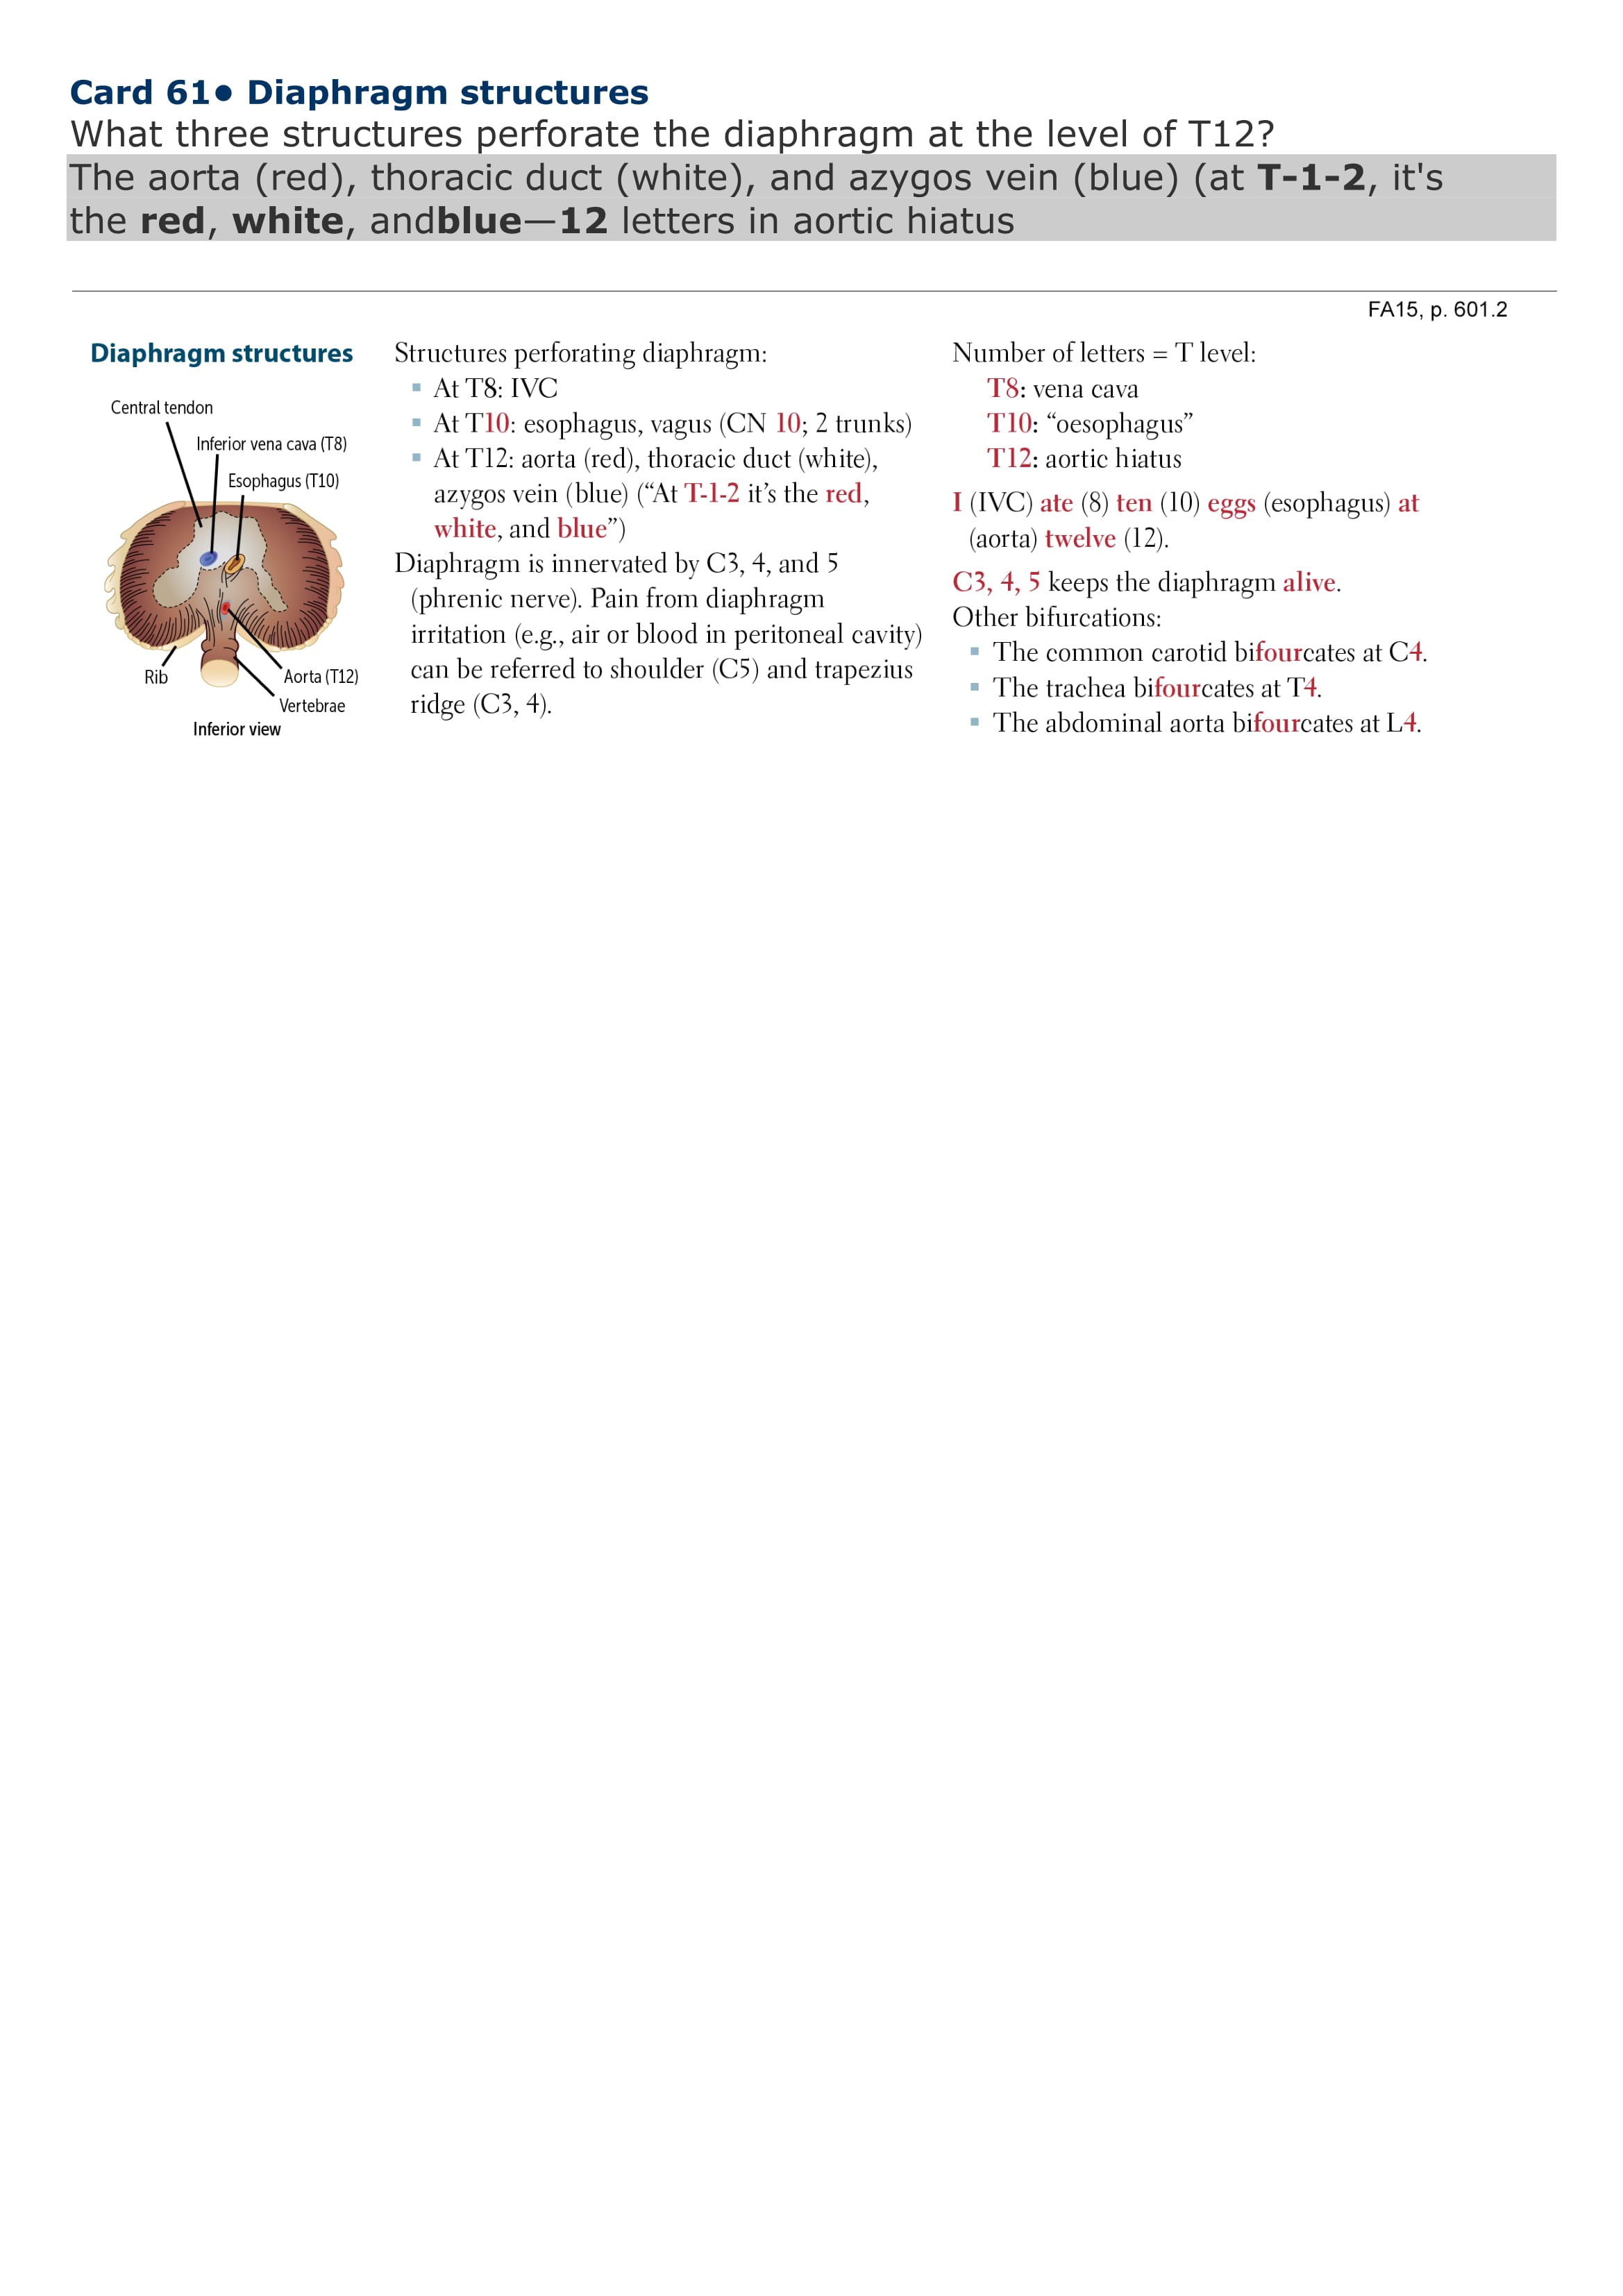 Card 61● Diaphragm structures
What three structures perforate the diaphragm at the level of T12?
The aorta (red), thoracic duct (white), and azygos vein (blue) (at T-1-2, it's
the red, white, andblue—12 letters in aortic hiatus
FA15, p. 601.2
Diaphragm structures
Central tendon
Inferior vena cava (T8)
Esophagus (T10)
Rib
Aorta (T12)
Vertebrae
Inferior view
Structures perforating diaphragm:
▪ At T8: IVC
▪ At T10: esophagus, vagus (CN 10; 2 trunks)
▪ At T12: aorta (red), thoracic duct (white),
azygos vein (blue) (“At T-1-2 it’s the red,
white, and blue”)
Diaphragm is innervated by C3, 4, and 5
(phrenic nerve). Pain from diaphragm
irritation (e.g., air or blood in peritoneal cavity)
can be referred to shoulder (C5) and trapezius
ridge (C3, 4).
Number of letters = T level:
T8: vena cava
T10: “oesophagus”
T12: aortic hiatus
I (IVC) ate (8) ten (10) eggs (esophagus) at
(aorta) twelve (12).
C3, 4, 5 keeps the diaphragm alive.
Other bifurcations:
▪ The common carotid bifourcates at C4.
▪ The trachea bifourcates at T4.
▪ The abdominal aorta bifourcates at L4.